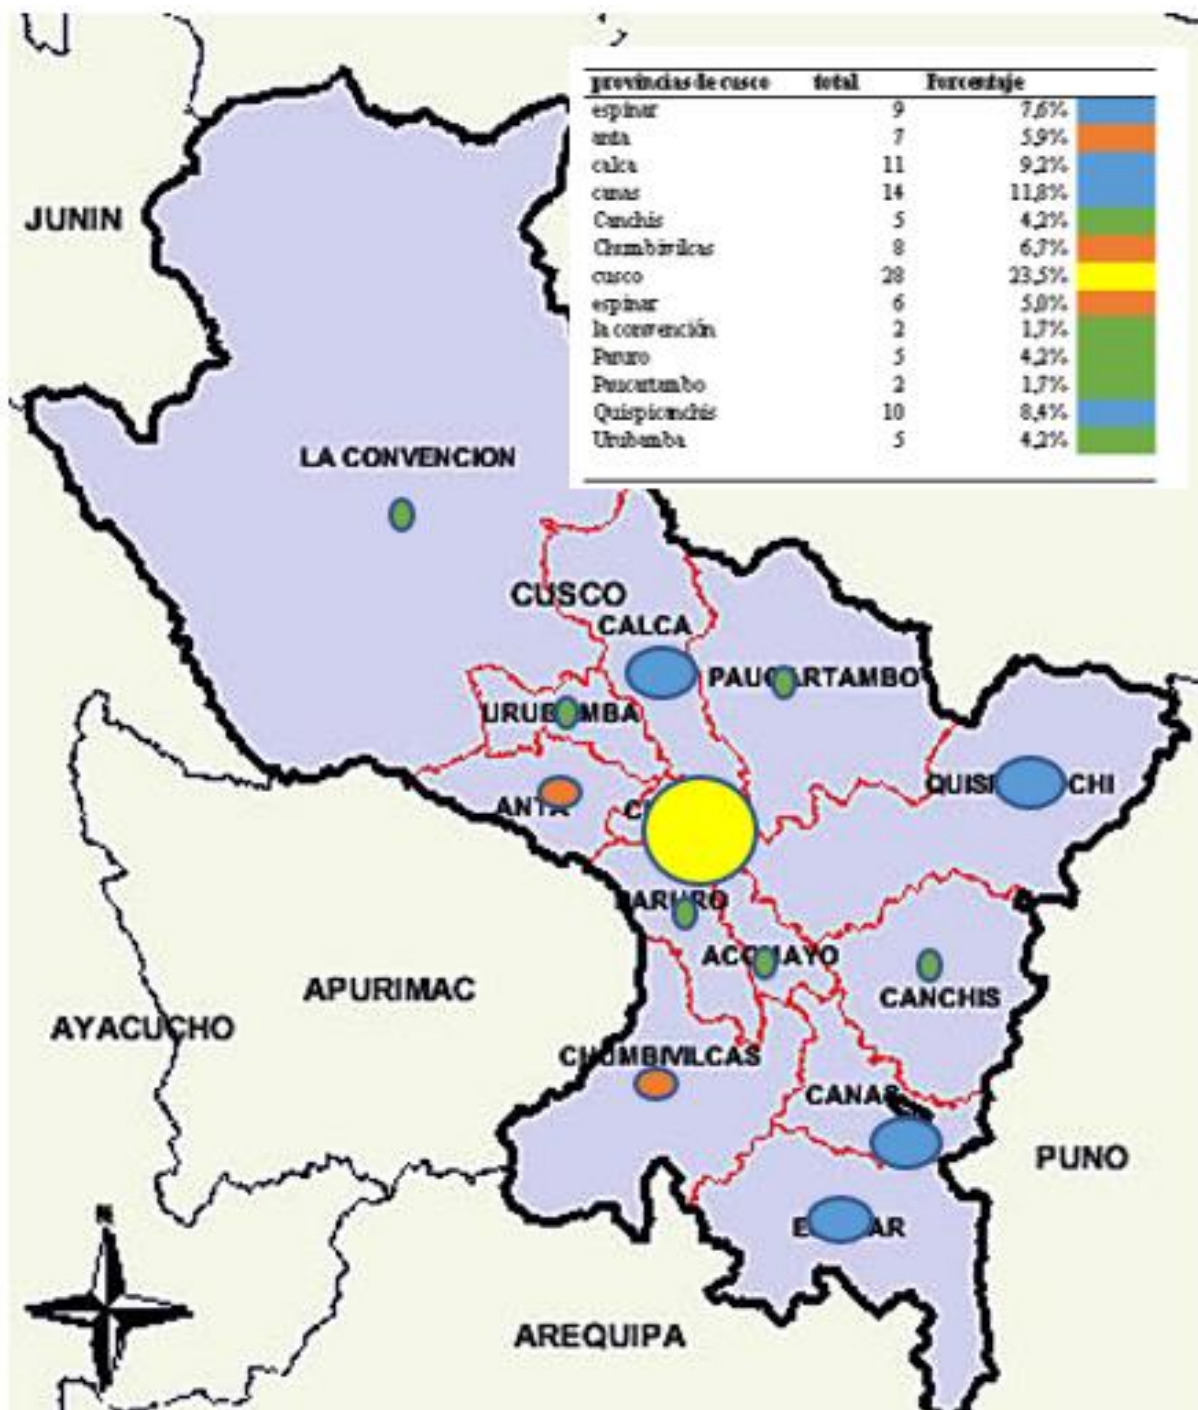 provincias de cusco total Porcentaje
espinar 9 7,6%
anta 7 5,9%
calca 11 9,2%
canas 14 11,8%
Canchis 5 4,2%
Chumbivilcas 8 6,7%
cusco 28 23,5%
espinar 6 5,0%
la convención 2 1,7%
Paruro 5 4,2%
Paucartambo 2 1,7%
Quispicanchis 10 8,4%
Urubamba 5 4,2%
JUNIN
LA CONVENCION
CUSCO
CALCA
PAUCARTAMBO
URUBAMBA
ANTA
PARURO
CANCHIS
APURIMAC
AYACUCHO
CHUMBIVILCAS
CANAS
PUNO
N
AREQUIPA